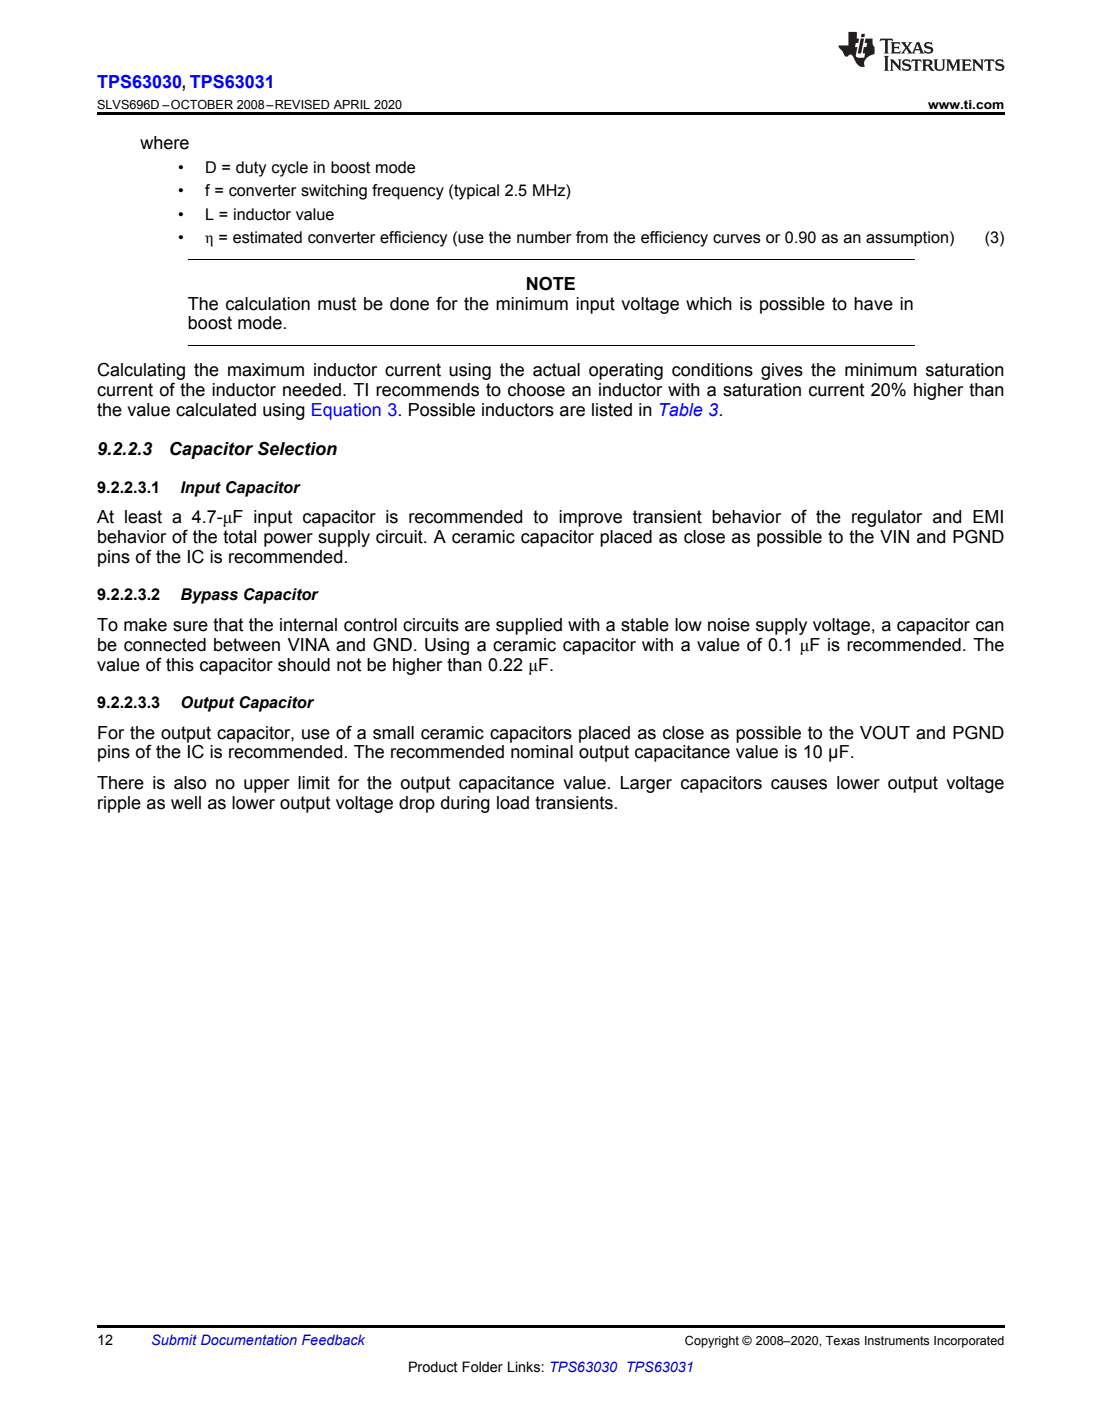 TEXAS
INSTRUMENTS
TPS63030, TPS63031
SLVS696D – OCTOBER 2008 – REVISED APRIL 2020
www.ti.com
where
• D = duty cycle in boost mode
• f = converter switching frequency (typical 2.5 MHz)
• L = inductor value
• η = estimated converter efficiency (use the number from the efficiency curves or 0.90 as an assumption) (3)
NOTE
The calculation must be done for the minimum input voltage which is possible to have in
boost mode.
Calculating the maximum inductor current using the actual operating conditions gives the minimum saturation
current of the inductor needed. TI recommends to choose an inductor with a saturation current 20% higher than
the value calculated using Equation 3. Possible inductors are listed in Table 3.
9.2.2.3 Capacitor Selection
9.2.2.3.1 Input Capacitor
At least a 4.7-μF input capacitor is recommended to improve transient behavior of the regulator and EMI
behavior of the total power supply circuit. A ceramic capacitor placed as close as possible to the VIN and PGND
pins of the IC is recommended.
9.2.2.3.2 Bypass Capacitor
To make sure that the internal control circuits are supplied with a stable low noise supply voltage, a capacitor can
be connected between VINA and GND. Using a ceramic capacitor with a value of 0.1 μF is recommended. The
value of this capacitor should not be higher than 0.22 μF.
9.2.2.3.3 Output Capacitor
For the output capacitor, use of a small ceramic capacitors placed as close as possible to the VOUT and PGND
pins of the IC is recommended. The recommended nominal output capacitance value is 10 µF.
There is also no upper limit for the output capacitance value. Larger capacitors causes lower output voltage
ripple as well as lower output voltage drop during load transients.
12 Submit Documentation Feedback
Copyright © 2008–2020, Texas Instruments Incorporated
Product Folder Links: TPS63030 TPS63031